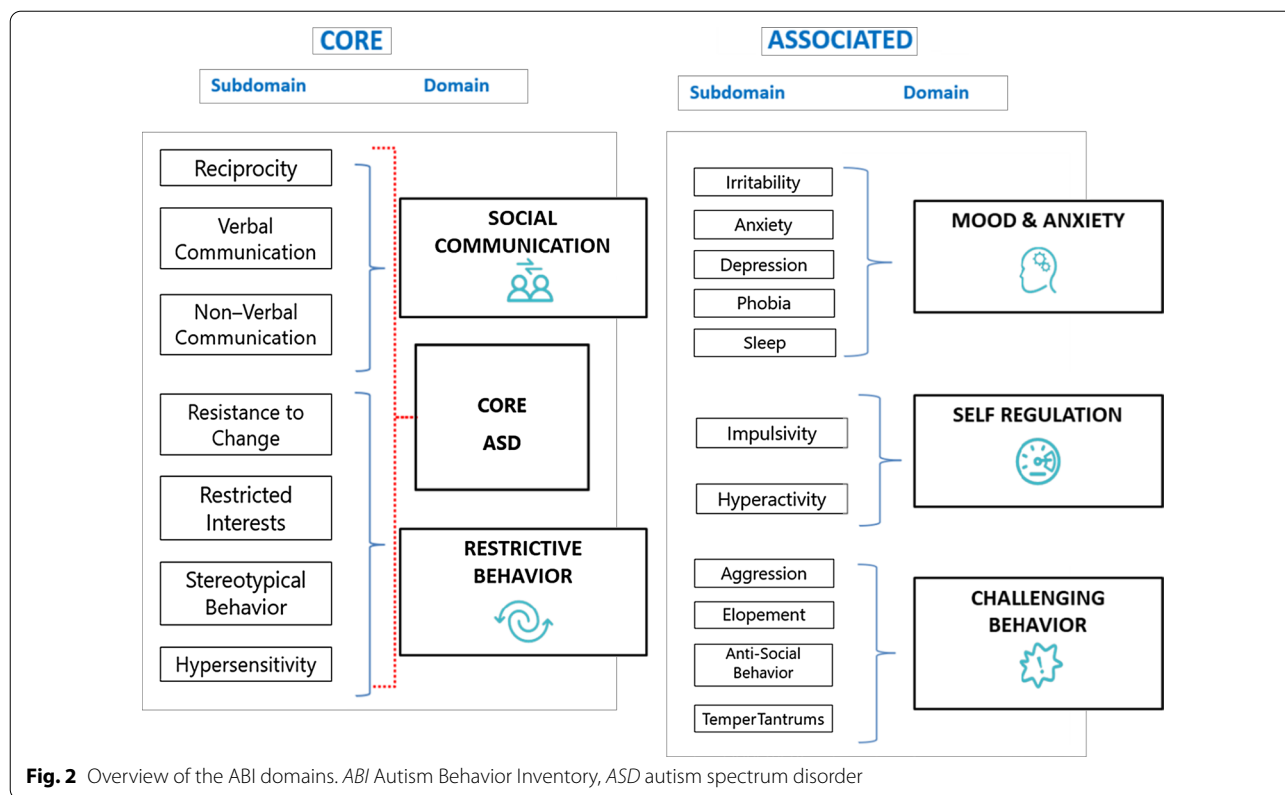 CORE
Subdomain Domain
Reciprocity
Verbal
Communication
Non–Verbal
Communication
Resistance to
Change
Restricted
Interests
Stereotypical
Behavior
Hypersensitivity
SOCIAL
COMMUNICATION
CORE
ASD
RESTRICTIVE
BEHAVIOR
ASSOCIATED
Subdomain Domain
Irritability
Anxiety
Depression
Phobia
Sleep
MOOD & ANXIETY
Impulsivity
Hyperactivity
SELF REGULATION
Aggression
Elopement
Anti-Social
Behavior
TemperTantrums
CHALLENGING
BEHAVIOR
!
Fig. 2 Overview of the ABI domains. ABI Autism Behavior Inventory, ASD autism spectrum disorder